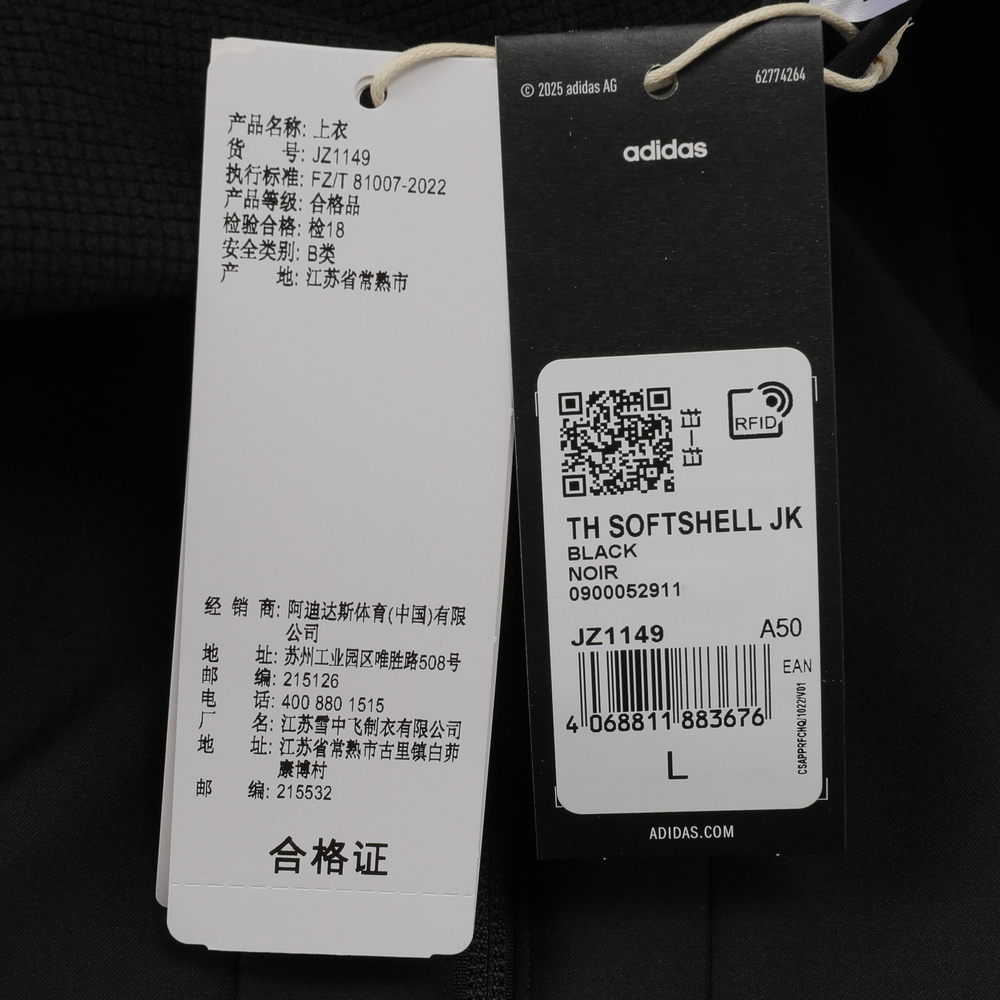 产品名称: 上衣
货 号: JZ1149
执行标准: FZ/T 81007-2022
产品等级: 合格品
检验合格: 检18
安全类别: B类
产 地: 江苏省常熟市
经 销 商: 阿迪达斯体育(中国)有限
公司
地 址: 苏州工业园区唯胜路508号
邮 编: 215126
电 话: 400 880 1515
厂 名: 江苏雪中飞制衣有限公司
地 址: 江苏省常熟市古里镇白茆
康博村
邮 编: 215532
合格证
© 2025 adidas AG
62774264
adidas
扫一扫
RFID
TH SOFTSHELL JK
BLACK
NOIR
0900052911
JZ1149 A50
EAN
4 068811 883676
CSAPPRFCHQ/1022/V01
L
ADIDAS.COM